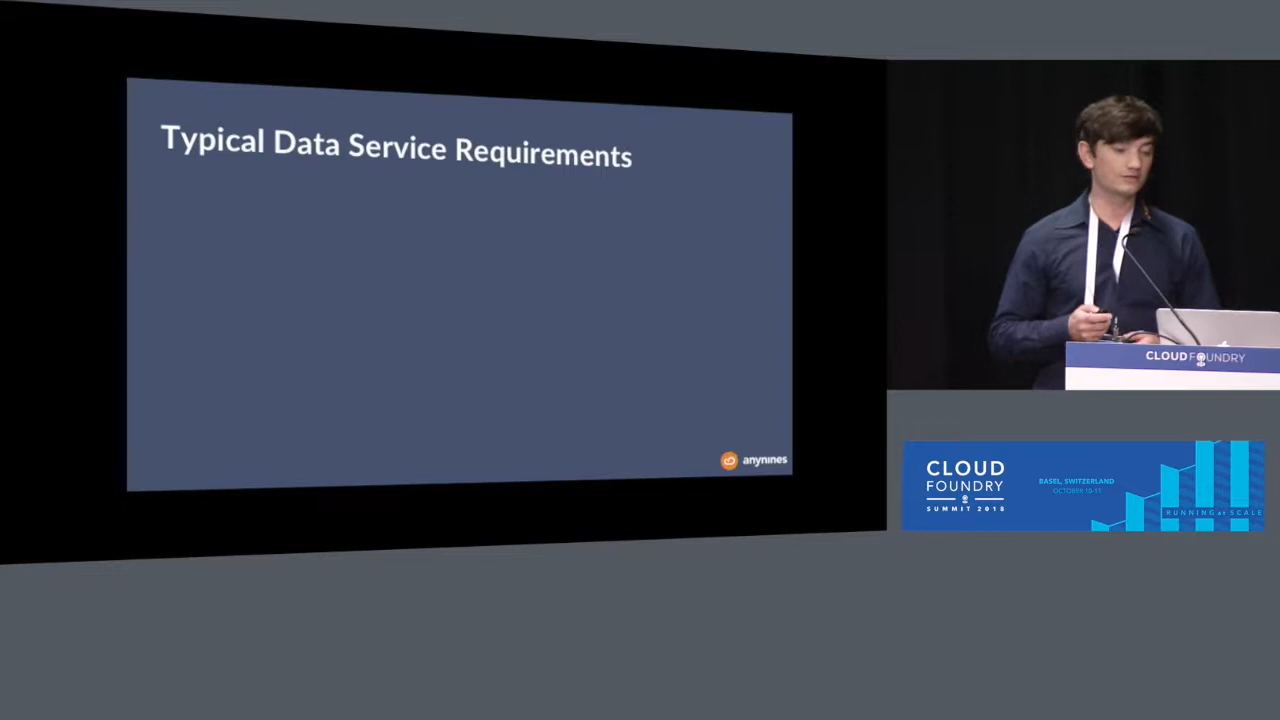 Typical Data Service Requirements
anynines
CLOUD FOUNDRY
CLOUD
FOUNDRY
SUMMIT 2018
BASEL, SWITZERLAND
OCTOBER 10-11
RUNNING AT SCALE